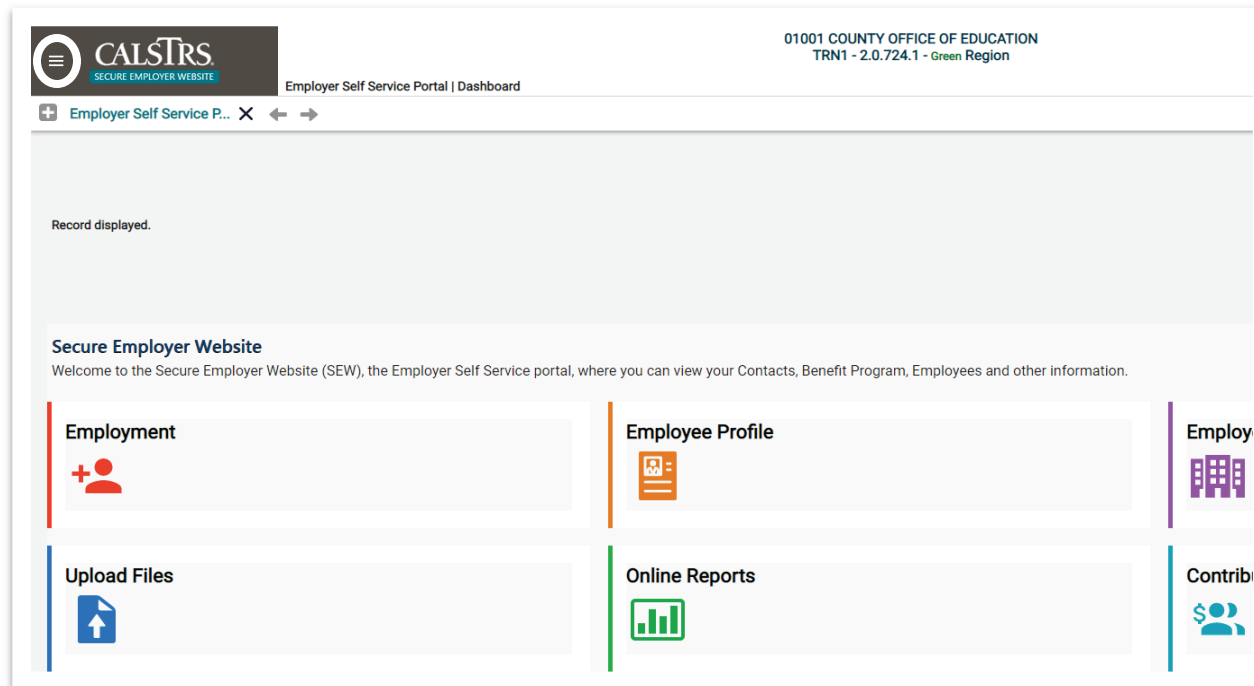 CALSTRS
SECURE EMPLOYER WEBSITE
01001 COUNTY OFFICE OF EDUCATION
TRN1 - 2.0.724.1 - Green Region
Employer Self Service Portal | Dashboard
Employer Self Service P...
Record displayed.
Secure Employer Website
Welcome to the Secure Employer Website (SEW), the Employer Self Service portal, where you can view your Contacts, Benefit Program, Employees and other information.
Employment
Employee Profile
Employe
Upload Files
Online Reports
Contribu